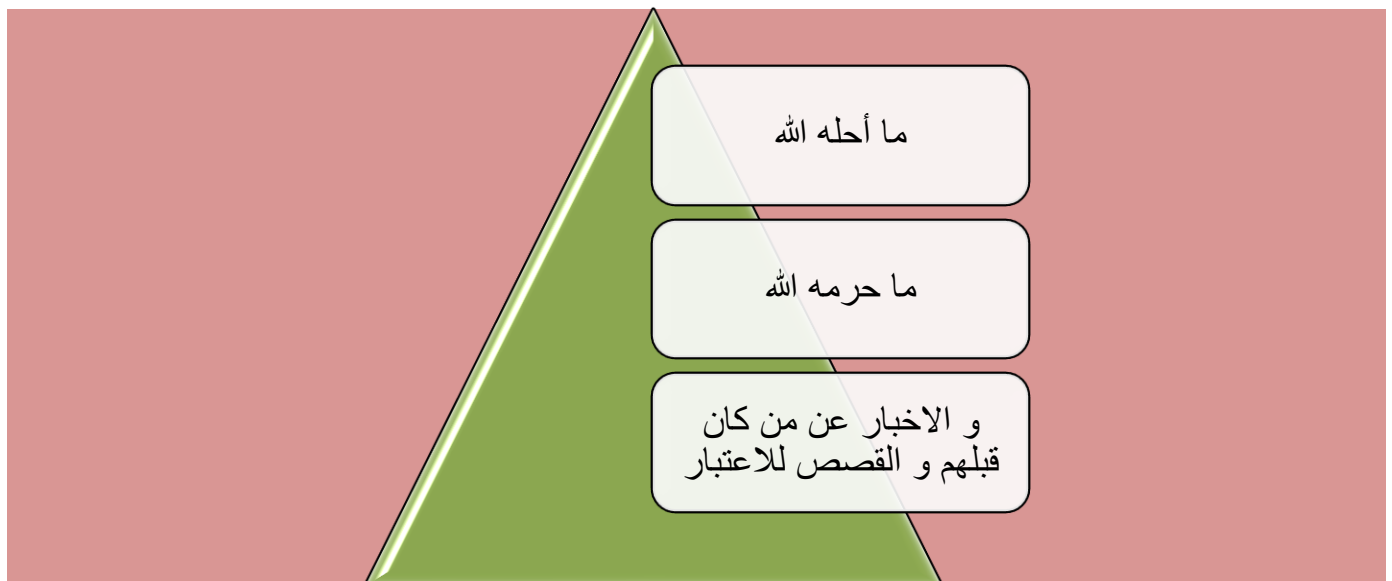 ما أحله الله
ما حرمه الله
و الاخبار عن من كان
قبلهم و القصص للاعتبار